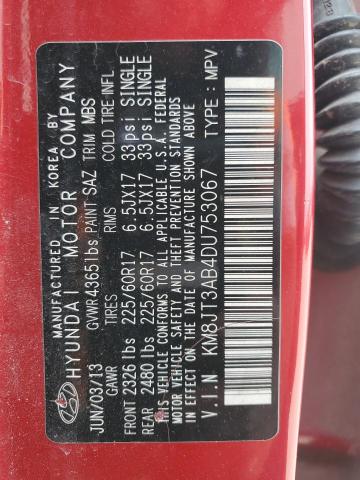 MANUFACTURED IN KOREA BY
HYUNDAI MOTOR COMPANY
JUN/03/13 GVWR4365lbs PAINT SAZ TRIM MBS
GAWR TIRES RIMS COLD TIRE INFL.
FRONT 2326 lbs 225/60R17 6.5JX17 33psi SINGLE
REAR 2480 lbs 225/60R17 6.5JX17 33psi SINGLE
THIS VEHICLE CONFORMS TO ALL APPLICABLE U.S.A. FEDERAL
MOTOR VEHICLE SAFETY AND THEFT PREVENTION STANDARDS
IN EFFECT ON THE DATE OF MANUFACTURE SHOWN ABOVE.
V.I.N : KM8JT3AB4DU753067 TYPE : MPV